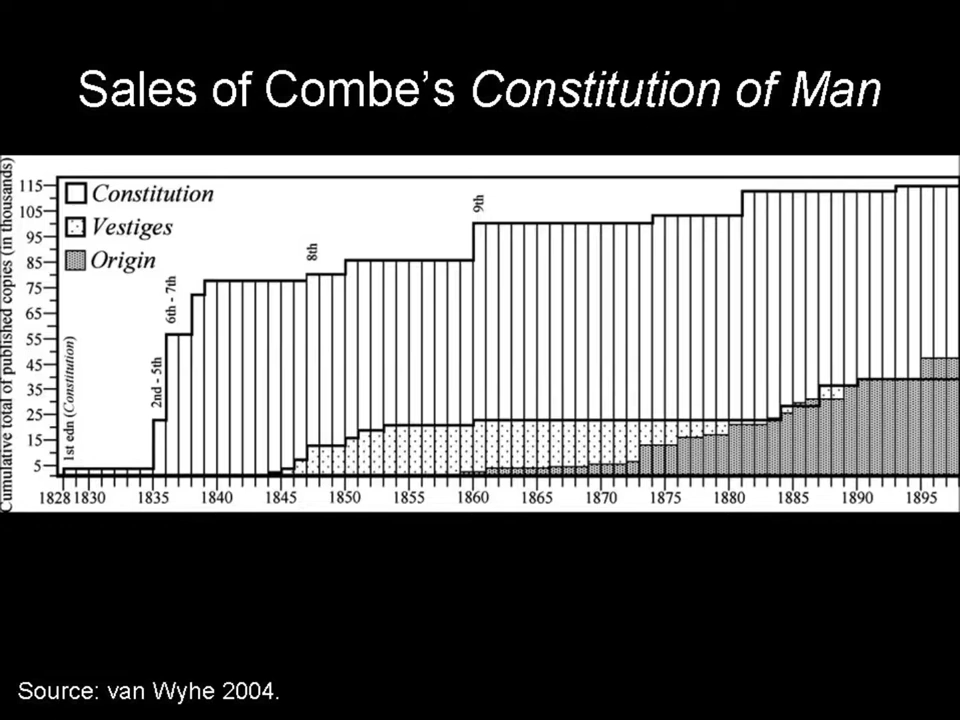 Sales of Combe's Constitution of Man
Cumulative total of published copies (in thousands)
115
105
95
85
75
65
55
45
35
25
15
5
Constitution
Vestiges
Origin
1st edn (Constitution)
2nd - 5th
6th - 7th
8th
9th
1828 1830 1835 1840 1845 1850 1855 1860 1865 1870 1875 1880 1885 1890 1895
Source: van Wyhe 2004.